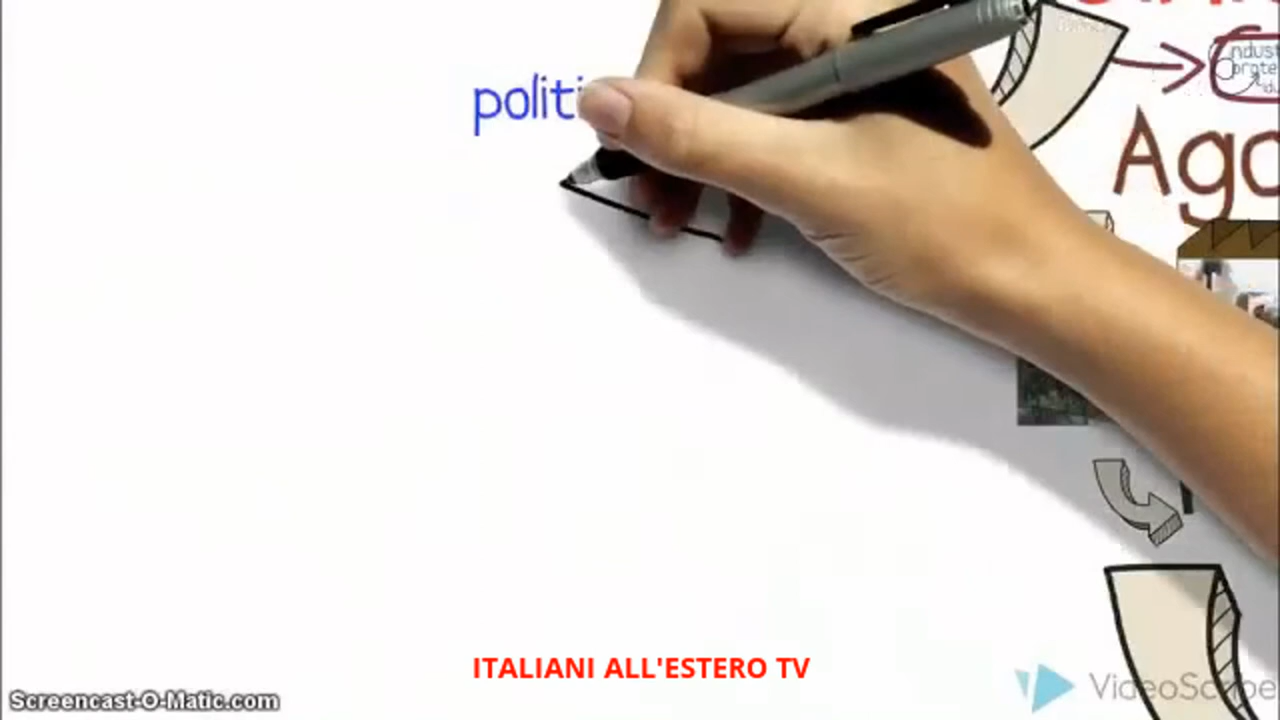 politi
Ago
ITALIANI ALL'ESTERO TV
Screencast-O-Matic.com
VideoScribe